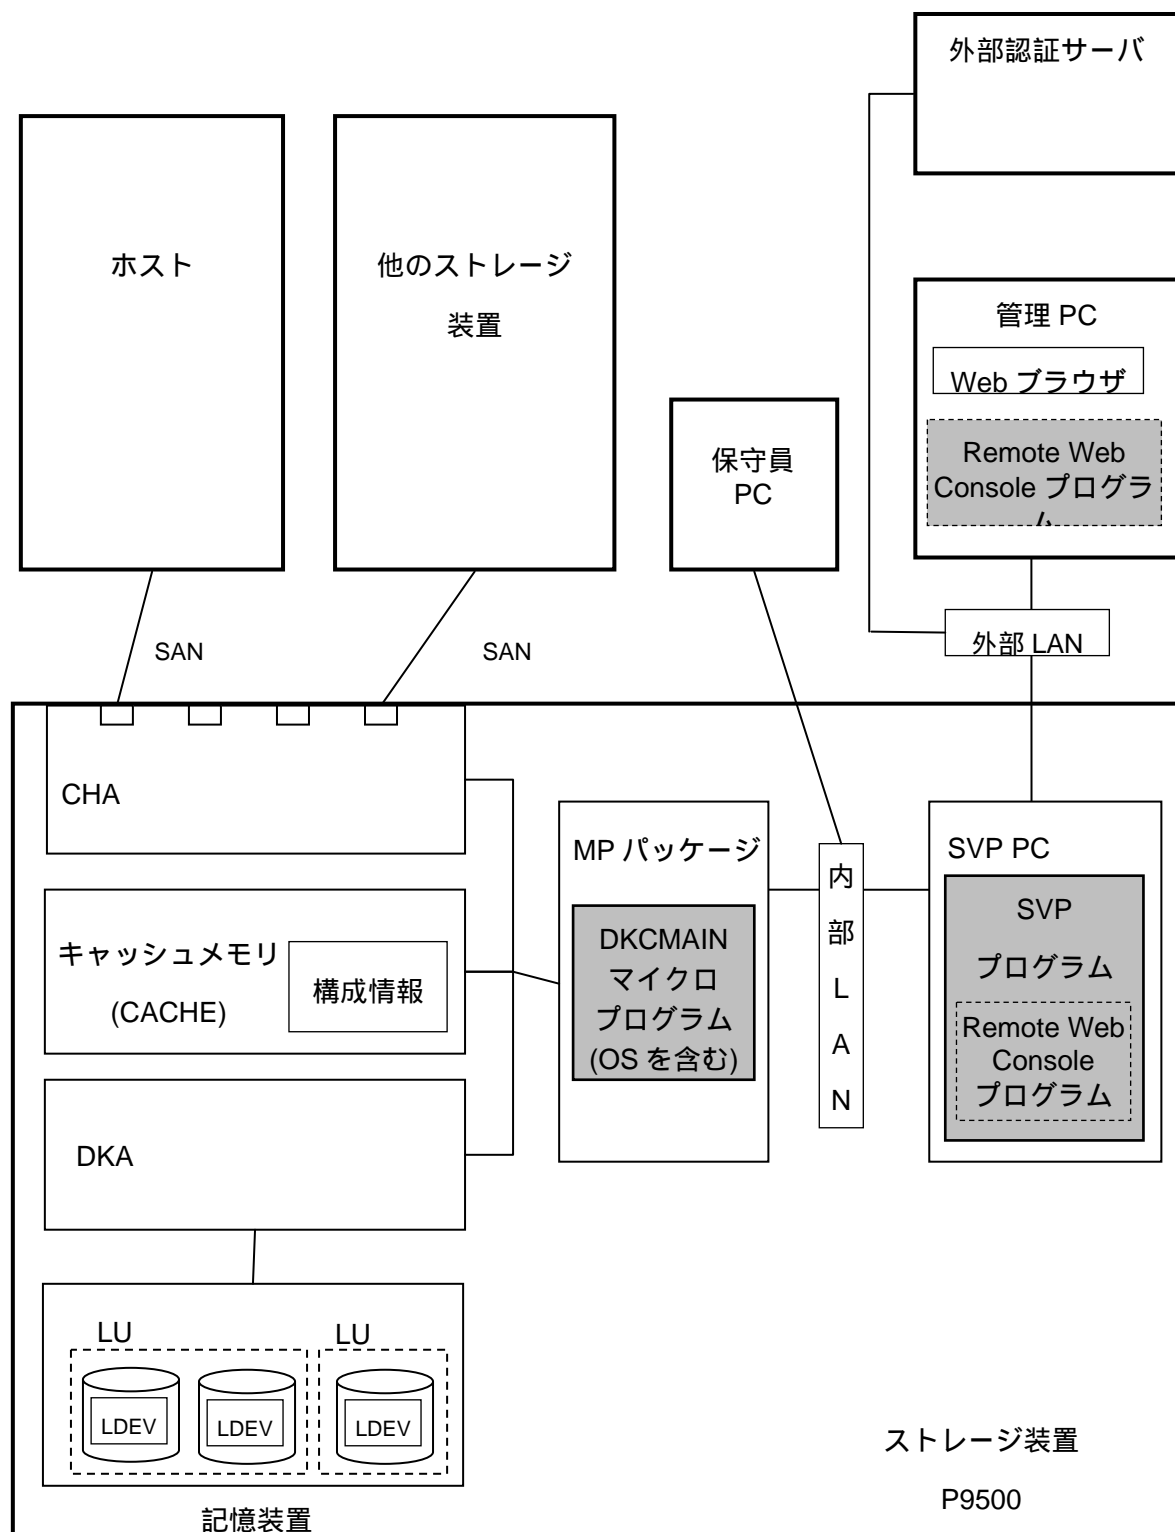 外部認証サーバ
ホスト
他のストレージ
装置
管理 PC
Web ブラウザ
Remote Web
Console プログラ
ム
保守員
PC
SAN
SAN
外部 LAN
CHA
MP パッケージ
DKCMAIN
マイクロ
プログラム
(OS を含む)
内
部
L
A
N
SVP PC
SVP
プログラム
Remote Web
Console
プログラム
キャッシュメモリ
(CACHE)
構成情報
DKA
LU
LU
LDEV
LDEV
LDEV
記憶装置
ストレージ装置
P9500